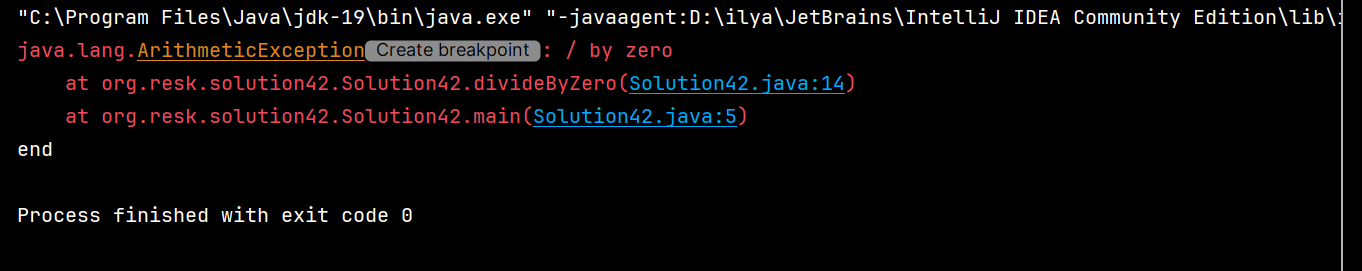 "C:\Program Files\Java\jdk-19\bin\java.exe" "-javaagent:D:\ilya\JetBrains\IntelliJ IDEA Community Edition\lib\
java.lang.ArithmeticException Create breakpoint : / by zero
    at org.resk.solution42.Solution42.divideByZero(Solution42.java:14)
    at org.resk.solution42.Solution42.main(Solution42.java:5)
end
Process finished with exit code 0